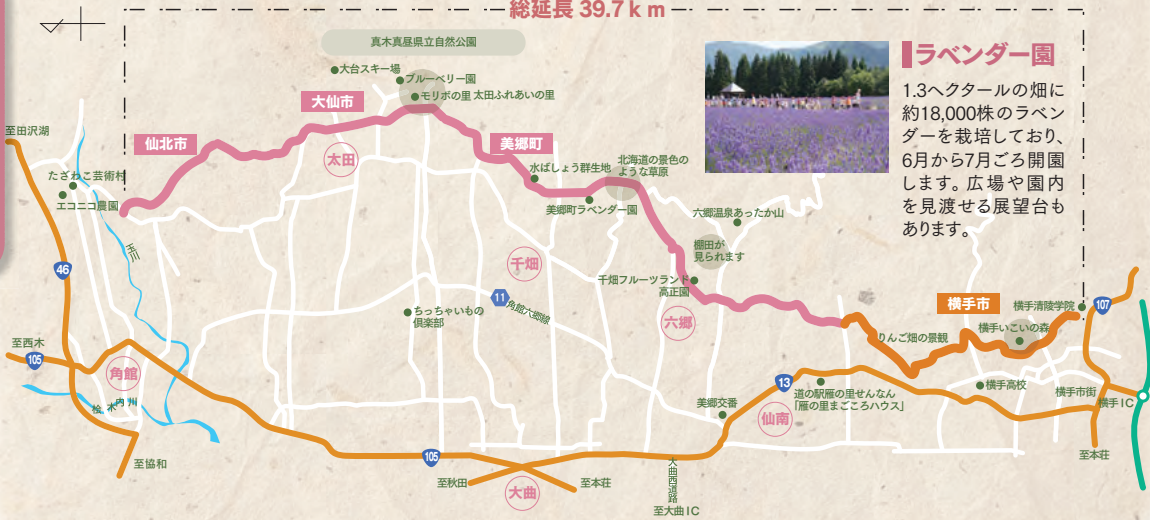 総延長 39.7ｋｍ
真木真昼県立自然公園
大台スキー場
ブルーベリー園
モリボの里 太田ふれあいの里
大仙市
仙北市
美郷町
太田
至田沢湖
たざわこ芸術村
エコニコ農園
玉川
46
水ばしょう群生地
北海道の景色の
ような草原
美郷町ラベンダー園
六郷温泉あったか山
棚田が
見られます
千畑
千畑フルーツランド
高正園
六郷
11
角館六郷線
ちっちゃいもの
倶楽部
ラベンダー園
1.3ヘクタールの畑に
約18,000株のラベン
ダーを栽培しており、
6月から7月ごろ開園
します。広場や園内
を見渡せる展望台も
あります。
横手市
横手清陵学院
107
りんご畑の景観
横手いこいの森
至西木
105
角館
桧木内川
至協和
13
道の駅雁の里せんなん
「雁の里まごころハウス」
美郷交番
仙南
横手高校
横手市街
横手IC
至本荘
105
至秋田
大曲
至本荘
大曲西道路
至大曲IC